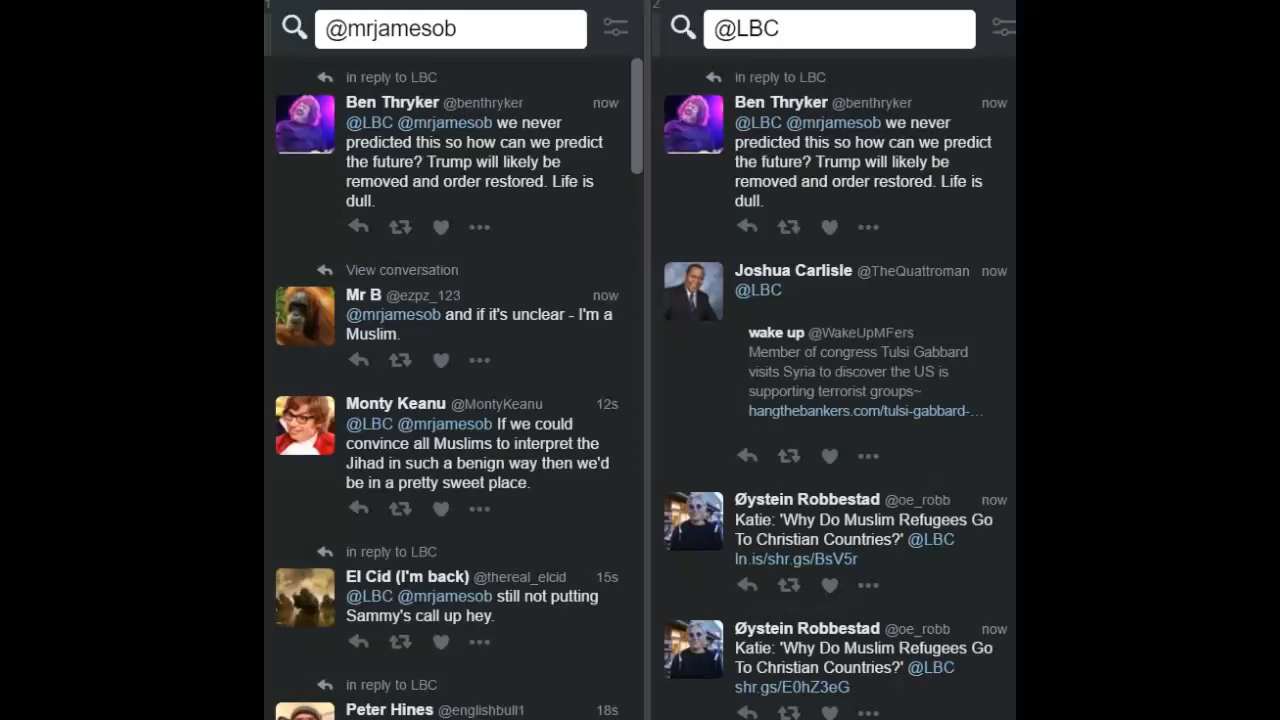 1
@mrjamesob
in reply to LBC
Ben Thryker @benthryker now
@LBC @mrjamesob we never
predicted this so how can we predict
the future? Trump will likely be
removed and order restored. Life is
dull.
View conversation
Mr B @ezpz_123 now
@mrjamesob and if it's unclear - I'm a
Muslim.
Monty Keanu @MontyKeanu 12s
@LBC @mrjamesob If we could
convince all Muslims to interpret the
Jihad in such a benign way then we'd
be in a pretty sweet place.
in reply to LBC
El Cid (I'm back) @thereal_elcid 15s
@LBC @mrjamesob still not putting
Sammy's call up hey.
in reply to LBC
Peter Hines @englishbull1 18s
2
@LBC
in reply to LBC
Ben Thryker @benthryker now
@LBC @mrjamesob we never
predicted this so how can we predict
the future? Trump will likely be
removed and order restored. Life is
dull.
Joshua Carlisle @TheQuattroman now
@LBC
wake up @WakeUpMFers
Member of congress Tulsi Gabbard
visits Syria to discover the US is
supporting terrorist groups~
hangthebankers.com/tulsi-gabbard-…
Øystein Robbestad @oe_robb now
Katie: 'Why Do Muslim Refugees Go
To Christian Countries?' @LBC
ln.is/shr.gs/BsV5r
Øystein Robbestad @oe_robb now
Katie: 'Why Do Muslim Refugees Go
To Christian Countries?' @LBC
shr.gs/E0hZ3eG